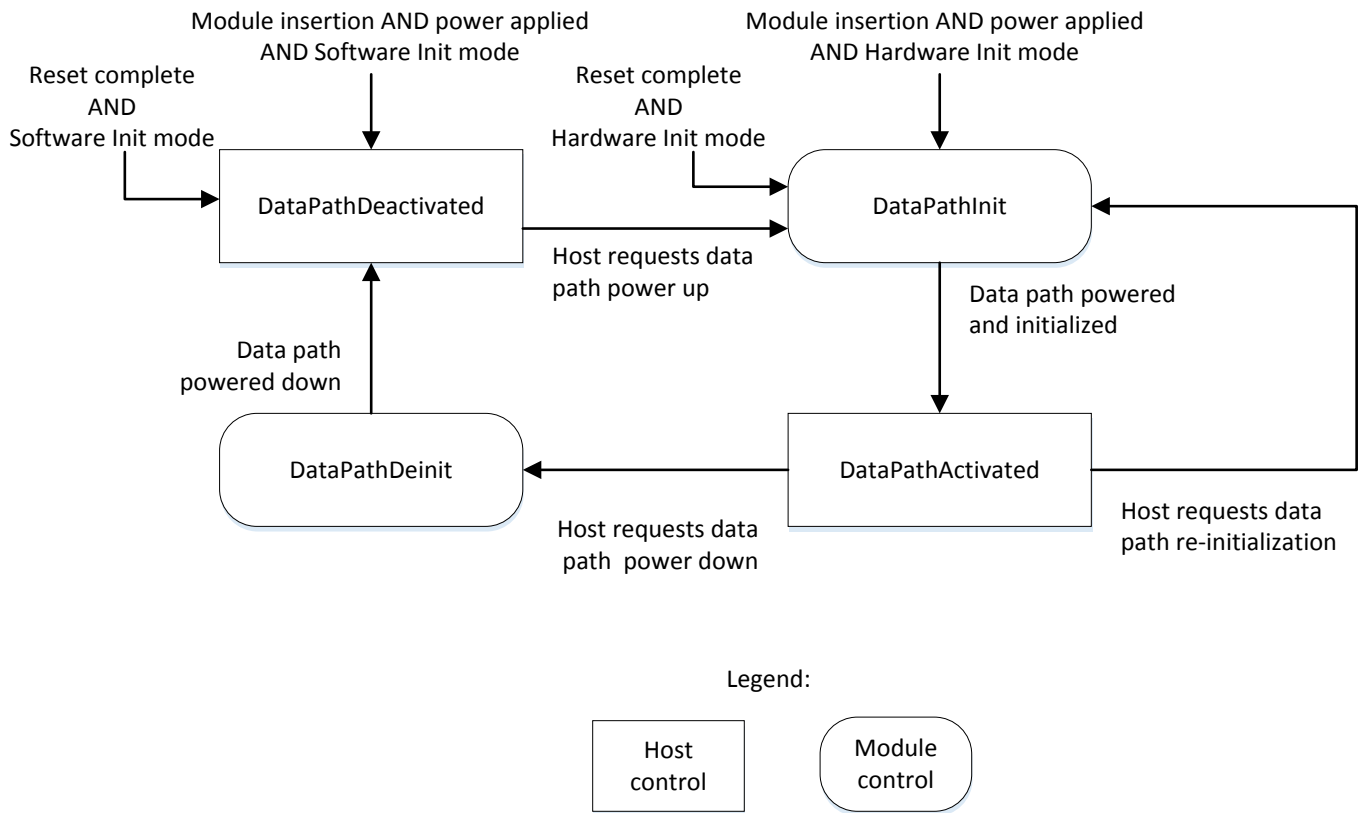 Module insertion AND power applied
AND Software Init mode
Module insertion AND power applied
AND Hardware Init mode
Reset complete
AND
Software Init mode
Reset complete
AND
Hardware Init mode
DataPathDeactivated
DataPathInit
Host requests data
path power up
Data path powered
and initialized
Data path
powered down
DataPathDeinit
DataPathActivated
Host requests data
path power down
Host requests data
path re-initialization
Legend:
Host
control
Module
control